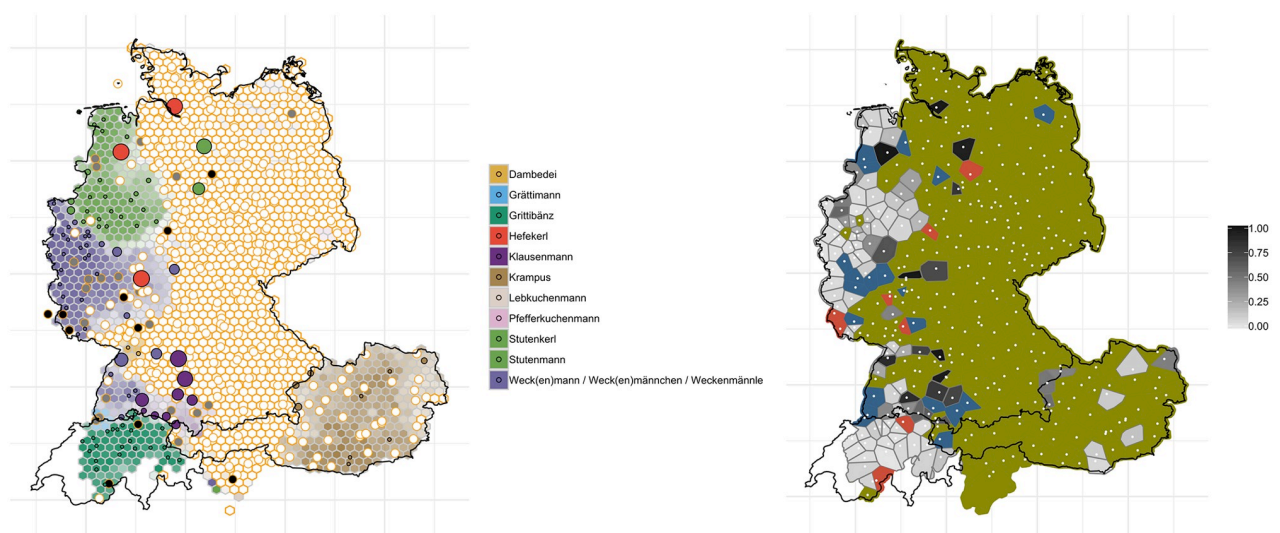 Dambedei
Grättimann
Grittibänz
Hefekerl
Klausenmann
Krampus
Lebkuchenmann
Pfefferkuchenmann
Stutenkerl
Stutenmann
Weck(en)mann / Weck(en)männchen / Weckenmännle
1.00
0.75
0.50
0.25
0.00